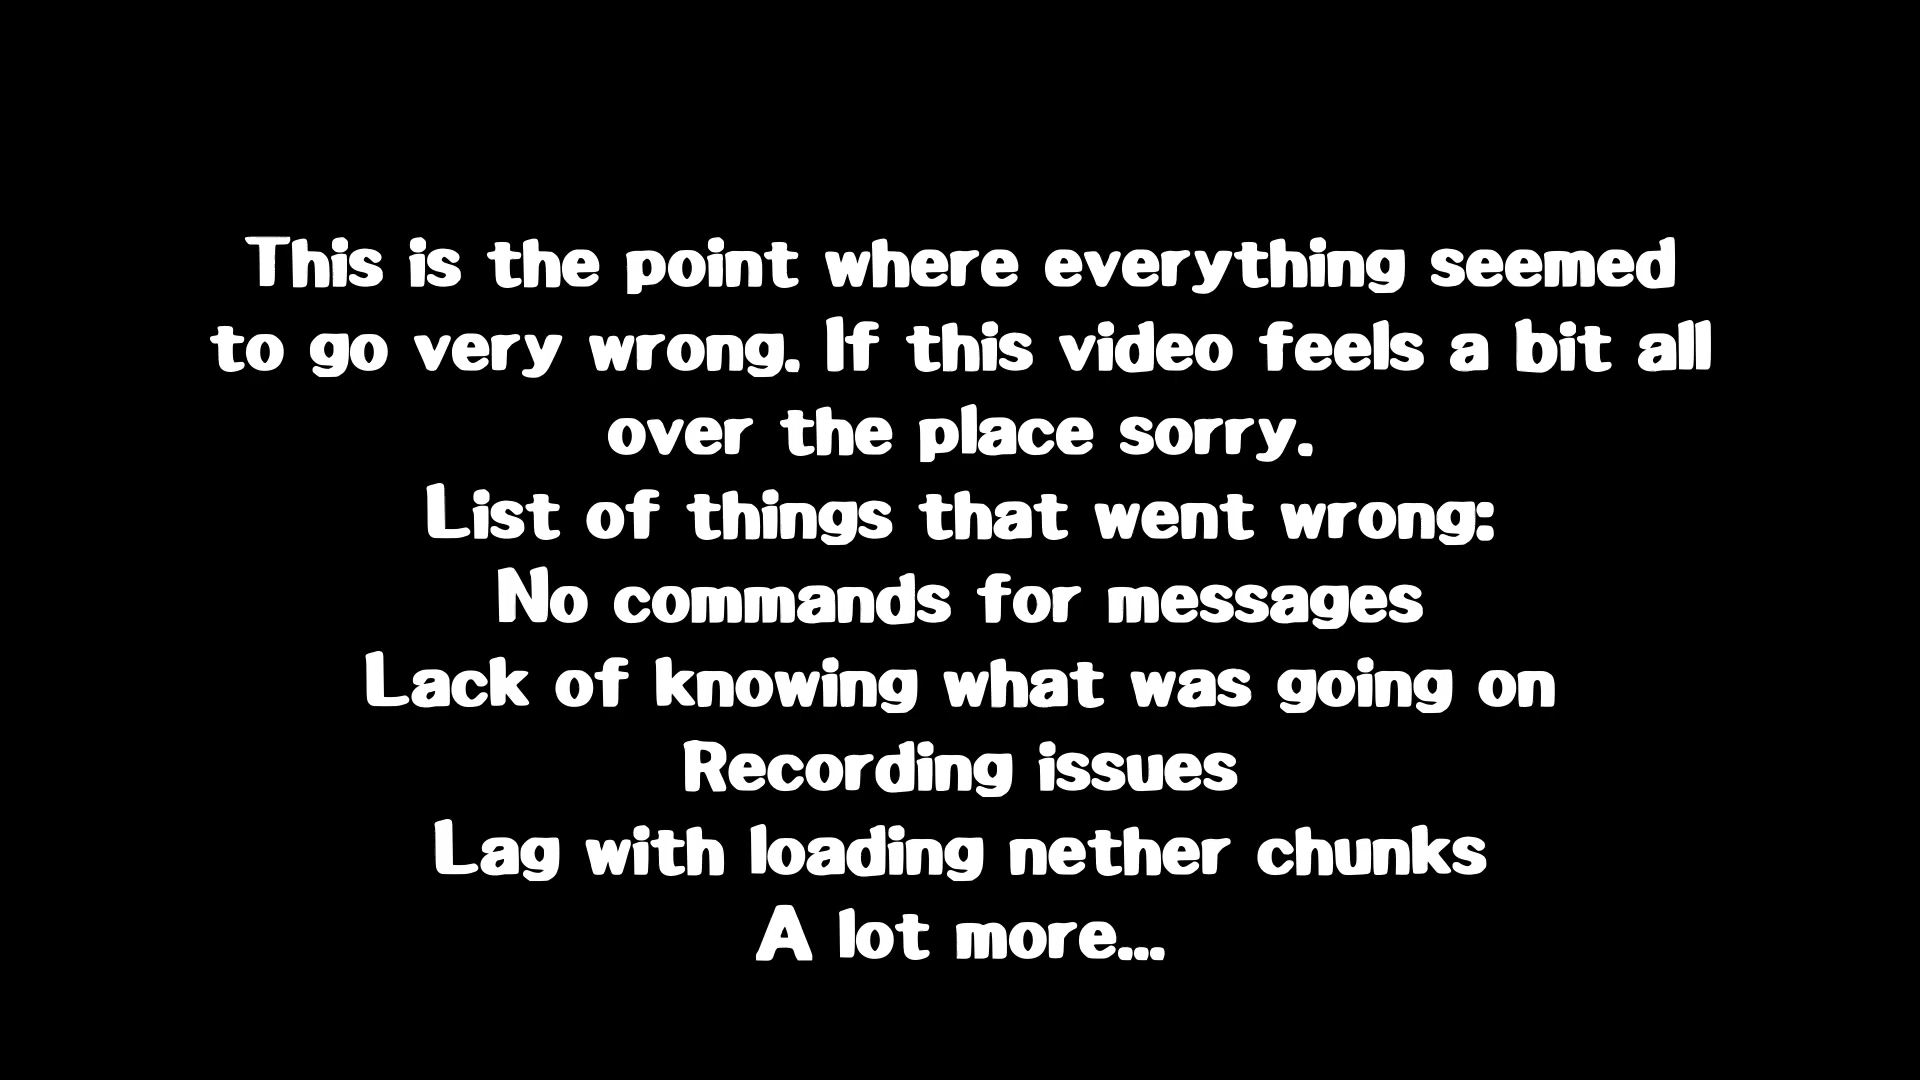 This is the point where everything seemed
to go very wrong. If this video feels a bit all
over the place sorry.
List of things that went wrong:
No commands for messages
Lack of knowing what was going on
Recording issues
Lag with loading nether chunks
A lot more...